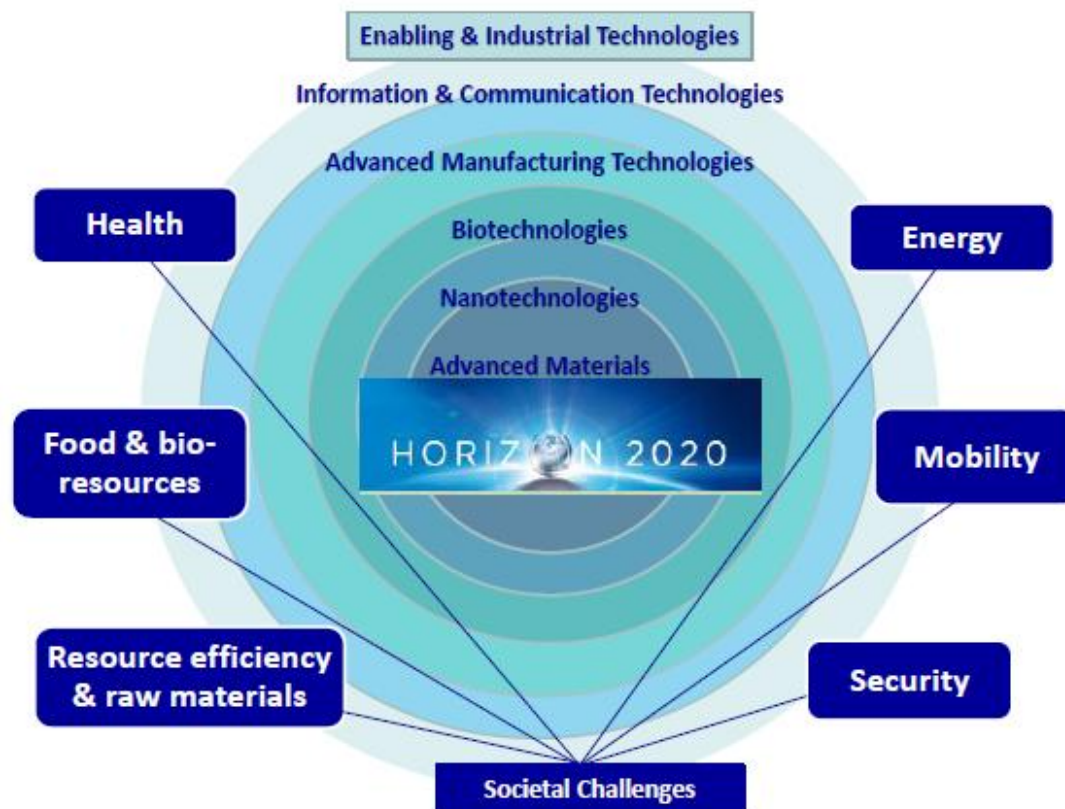 Enabling & Industrial Technologies
Information & Communication Technologies
Advanced Manufacturing Technologies
Health
Biotechnologies
Energy
Nanotechnologies
Advanced Materials
HORIZON 2020
Food & bio-
resources
Mobility
Resource efficiency
& raw materials
Security
Societal Challenges